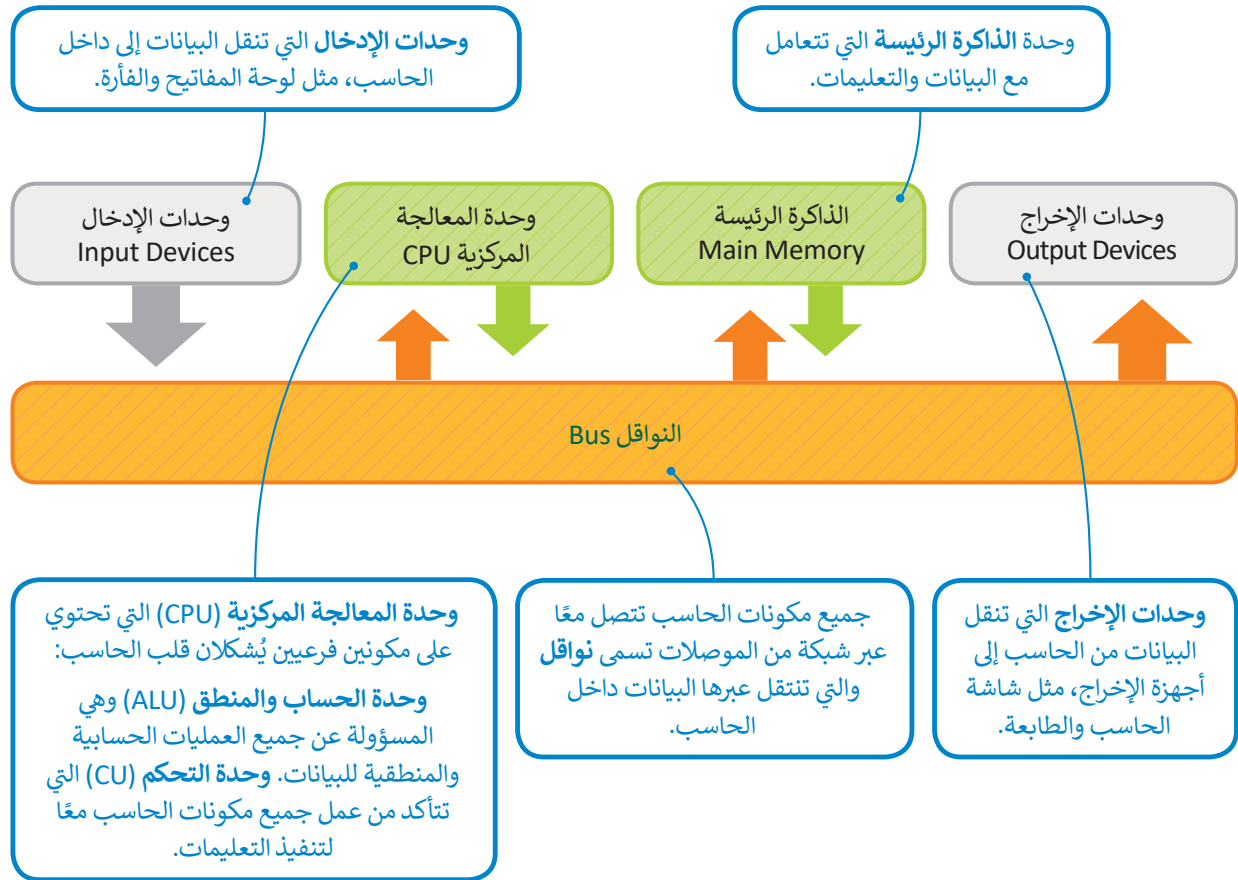 وحدات الإدخال التي تنقل البيانات إلى داخل
الحاسب، مثل لوحة المفاتيح والفأرة.
وحدة الذاكرة الرئيسة التي تتعامل
مع البيانات والتعليمات.
وحدات الإدخال
Input Devices
وحدة المعالجة
المركزية CPU
الذاكرة الرئيسة
Main Memory
وحدات الإخراج
Output Devices
النواقل Bus
وحدة المعالجة المركزية (CPU) التي تحتوي
على مكونين فرعيين يُشكلان قلب الحاسب:
وحدة الحساب والمنطق (ALU) وهي
المسؤولة عن جميع العمليات الحسابية
والمنطقية للبيانات. وحدة التحكم (CU) التي
تتأكد من عمل جميع مكونات الحاسب معًا
لتنفيذ التعليمات.
جميع مكونات الحاسب تتصل معًا
عبر شبكة من الموصلات تسمى نواقل
والتي تنتقل عبرها البيانات داخل
الحاسب.
وحدات الإخراج التي تنقل
البيانات من الحاسب إلى
أجهزة الإخراج، مثل شاشة
الحاسب والطابعة.